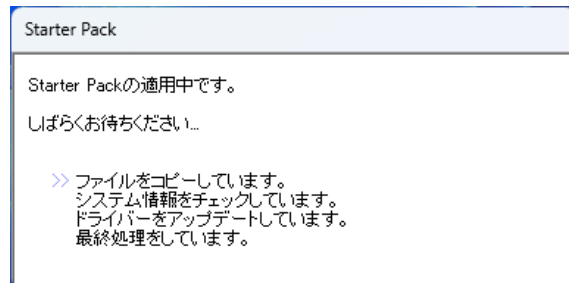 Starter Pack
Starter Packの適用中です。
しばらくお待ちください...
>> ファイルをコピーしています。
システム情報をチェックしています。
ドライバーをアップデートしています。
最終処理をしています。